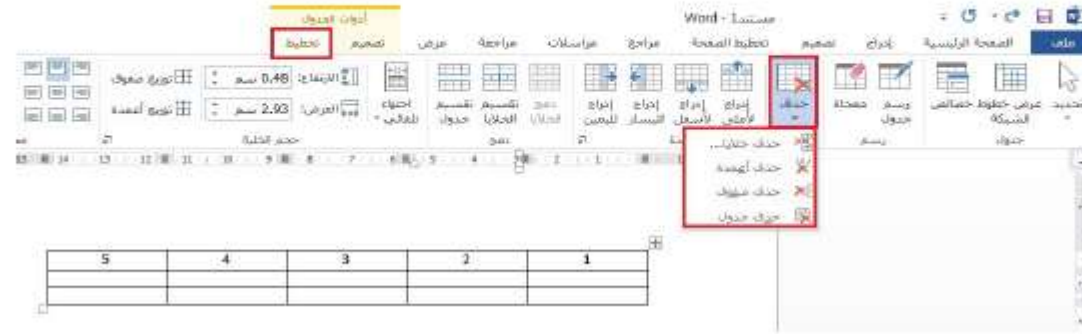 مستند1 - Word
أدوات الجدول
ملف الصفحة الرئيسية إدراج تصميم تخطيط الصفحة مراجع مراسلات مراجعة عرض تصميم تخطيط
تحديد عرض خطوط الشبكة خصائص
رسم جدول ممحاة
حذف
إدراج لأعلى إدراج لأسفل إدراج لليسار إدراج لليمين
دمج الخلايا تقسيم الخلايا تقسيم جدول
احتواء تلقائي
الارتفاع: 0.48 سم توزيع صفوف
العرض: 2.93 سم توزيع أعمدة
جدول رسم دمج حجم الخلية
حذف خلايا...
حذف أعمدة
حذف صفوف
حذف جدول
1 2 3 4 5